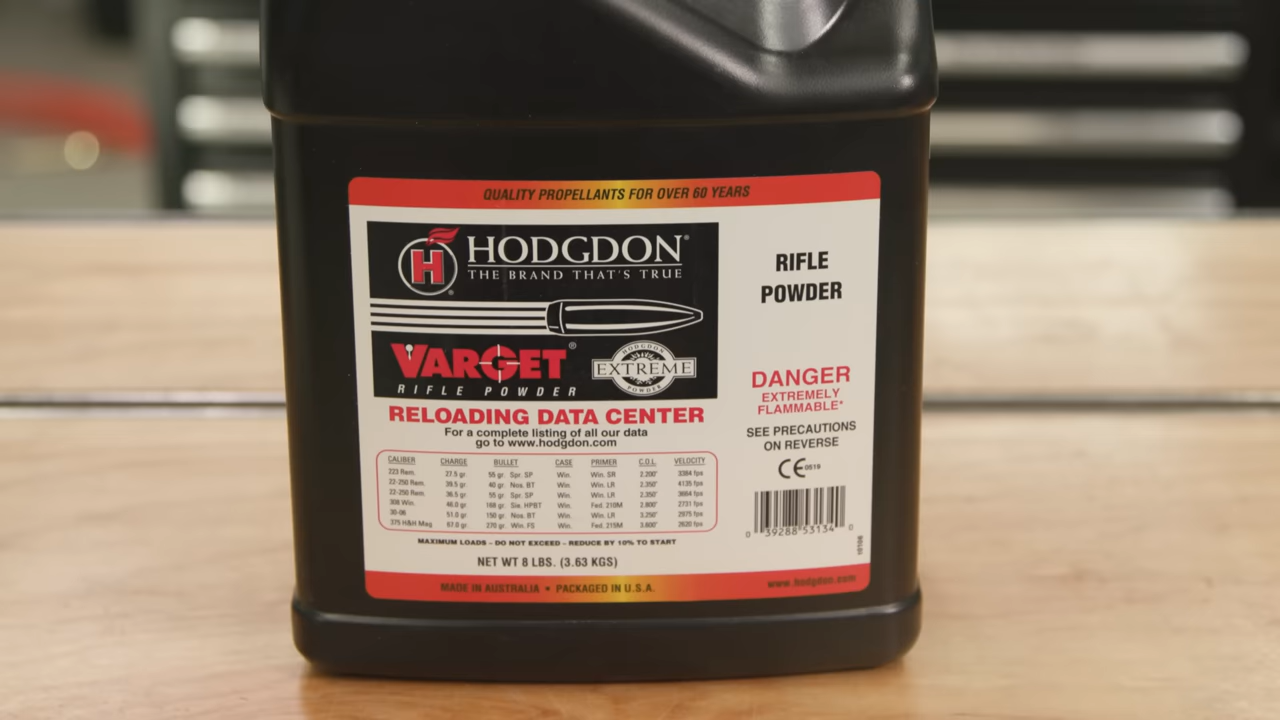 QUALITY PROPELLANTS FOR OVER 60 YEARS
H HODGDON®
THE BRAND THAT'S TRUE
VARGET®
RIFLE POWDER
HODGDON
EXTREME
POWDER
RELOADING DATA CENTER
For a complete listing of all our data
go to www.hodgdon.com
CALIBER CHARGE BULLET CASE PRIMER C.O.L. VELOCITY
223 Rem. 27.5 gr. 55 gr. Spr. SP Win. Win. SR 2.200" 3384 fps
22-250 Rem. 39.5 gr. 40 gr. Nos. BT Win. Win. LR 2.350" 4135 fps
22-250 Rem. 36.5 gr. 55 gr. Spr. SP Win. Win. LR 2.350" 3664 fps
308 Win. 46.0 gr. 168 gr. Sie. HPBT Win. Fed. 210M 2.800" 2731 fps
30-06 51.0 gr. 150 gr. Nos. BT Win. Win. LR 3.250" 2975 fps
375 H&H Mag 67.0 gr. 270 gr. Win. FS Win. Fed. 215M 3.600" 2620 fps
MAXIMUM LOADS – DO NOT EXCEED – REDUCE BY 10% TO START
NET WT 8 LBS. (3.63 KGS)
RIFLE
POWDER
DANGER
EXTREMELY
FLAMMABLE*
SEE PRECAUTIONS
ON REVERSE
CE 0519
0 39288 53134 0
MADE IN AUSTRALIA • PACKAGED IN U.S.A.
www.hodgdon.com